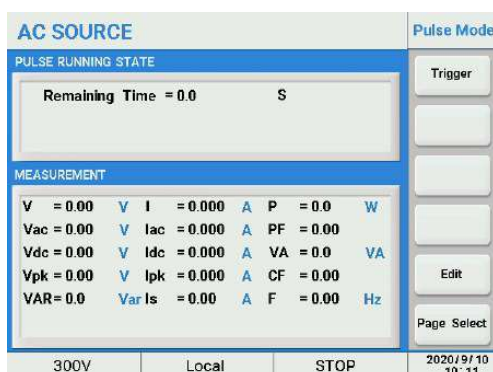 AC SOURCE
Pulse Mode
PULSE RUNNING STATE
Remaining Time = 0.0 S
Trigger
MEASUREMENT
V = 0.00 V I = 0.000 A P = 0.0 W
Vac = 0.00 V Iac = 0.000 A PF = 0.00
Vdc = 0.00 V Idc = 0.000 A VA = 0.0 VA
Vpk = 0.00 V Ipk = 0.000 A CF = 0.00
VAR= 0.0 Var Is = 0.00 A F = 0.00 Hz
Edit
Page Select
300V Local STOP
2020/9/10
10:11